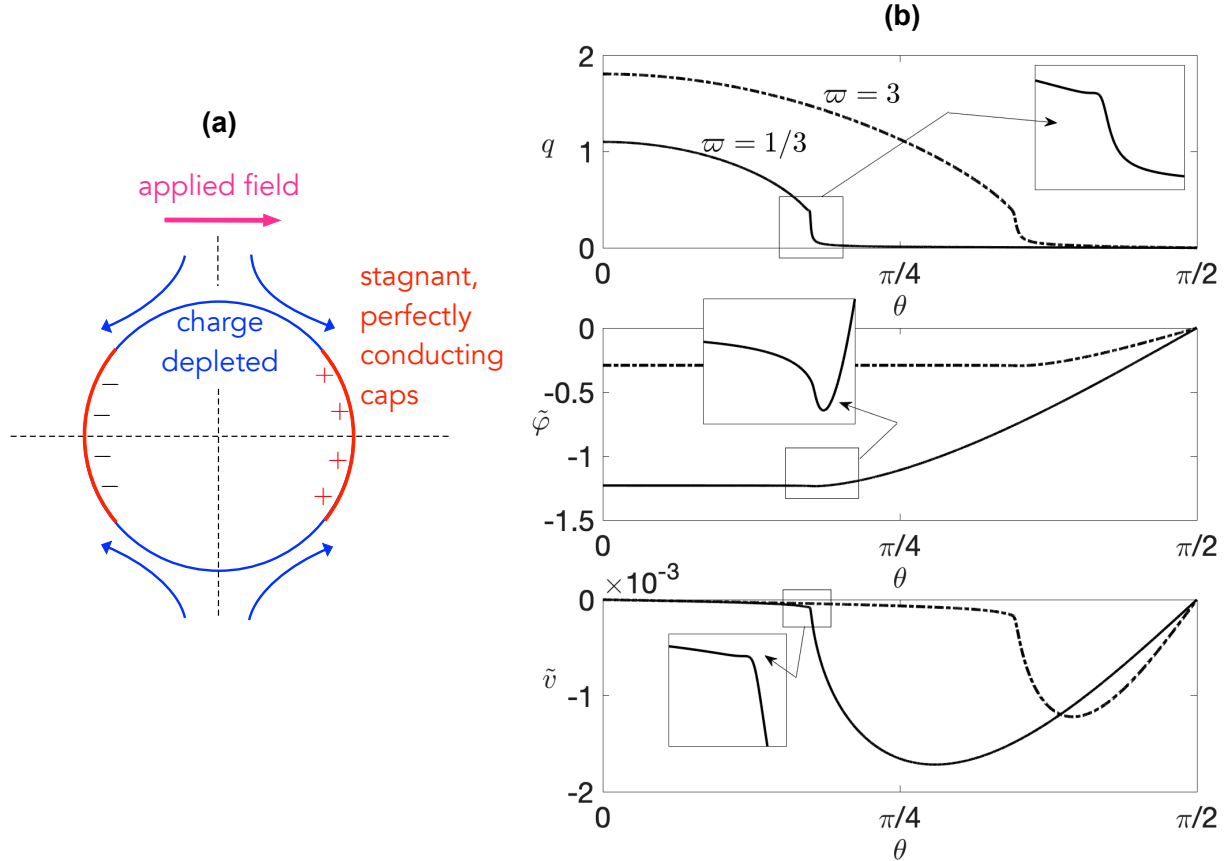 (a)
applied field
charge
depleted
stagnant,
perfectly
conducting
caps
− − − −
+ + + +
(b)
2
1
0
q
ϖ = 3
ϖ = 1/3
0 π/4 π/2
θ
0
-0.5
-1
-1.5
φ̃
0 π/4 π/2
θ
×10⁻³
0
-1
-2
ṽ
0 π/4 π/2
θ